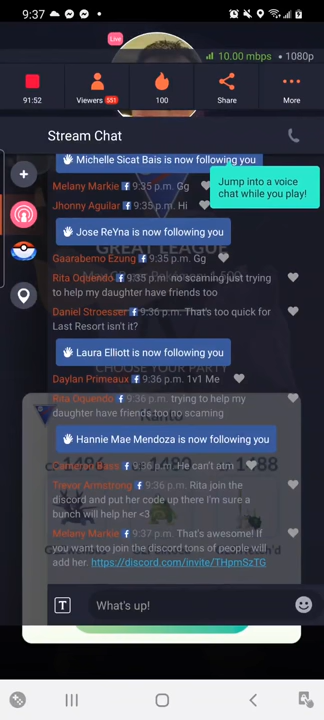 9:37
Live
10.00 mbps • 1080p
91:52
Viewers 551
100
Share
More
Stream Chat
Michelle Sicat Bais is now following you
Jump into a voice
chat while you play!
Melany Markie 9:35 p.m. Gg
Jhonny Aguilar 9:35 p.m. Hi
Jose ReYna is now following you
GREAT LEAGUE
Gaarabemo Ezung 9:35 p.m. Gg
Rita Oquendo 9:35 p.m. no scaming just trying
to help my daughter have friends too
Daniel Stroesser 9:36 p.m. That's too quick for
Last Resort isn't it?
Laura Elliott is now following you
CHOOSE YOUR PARTY
Daylan Primeaux 9:36 p.m. 1v1 Me
Rita Oquendo 9:36 p.m. trying to help my
daughter have friends too no scaming
Kanto
Hannie Mae Mendoza is now following you
Cameron Bass 9:36 p.m. He can't atm
Trevor Armstrong 9:36 p.m. Rita join the
discord and put her code up there I'm sure a
bunch will help her <3
Melany Markie 9:37 p.m. That's awesome! If
you want too join the discord tons of people will
add her. https://discord.com/invite/THpmSzTG
T
What's up!